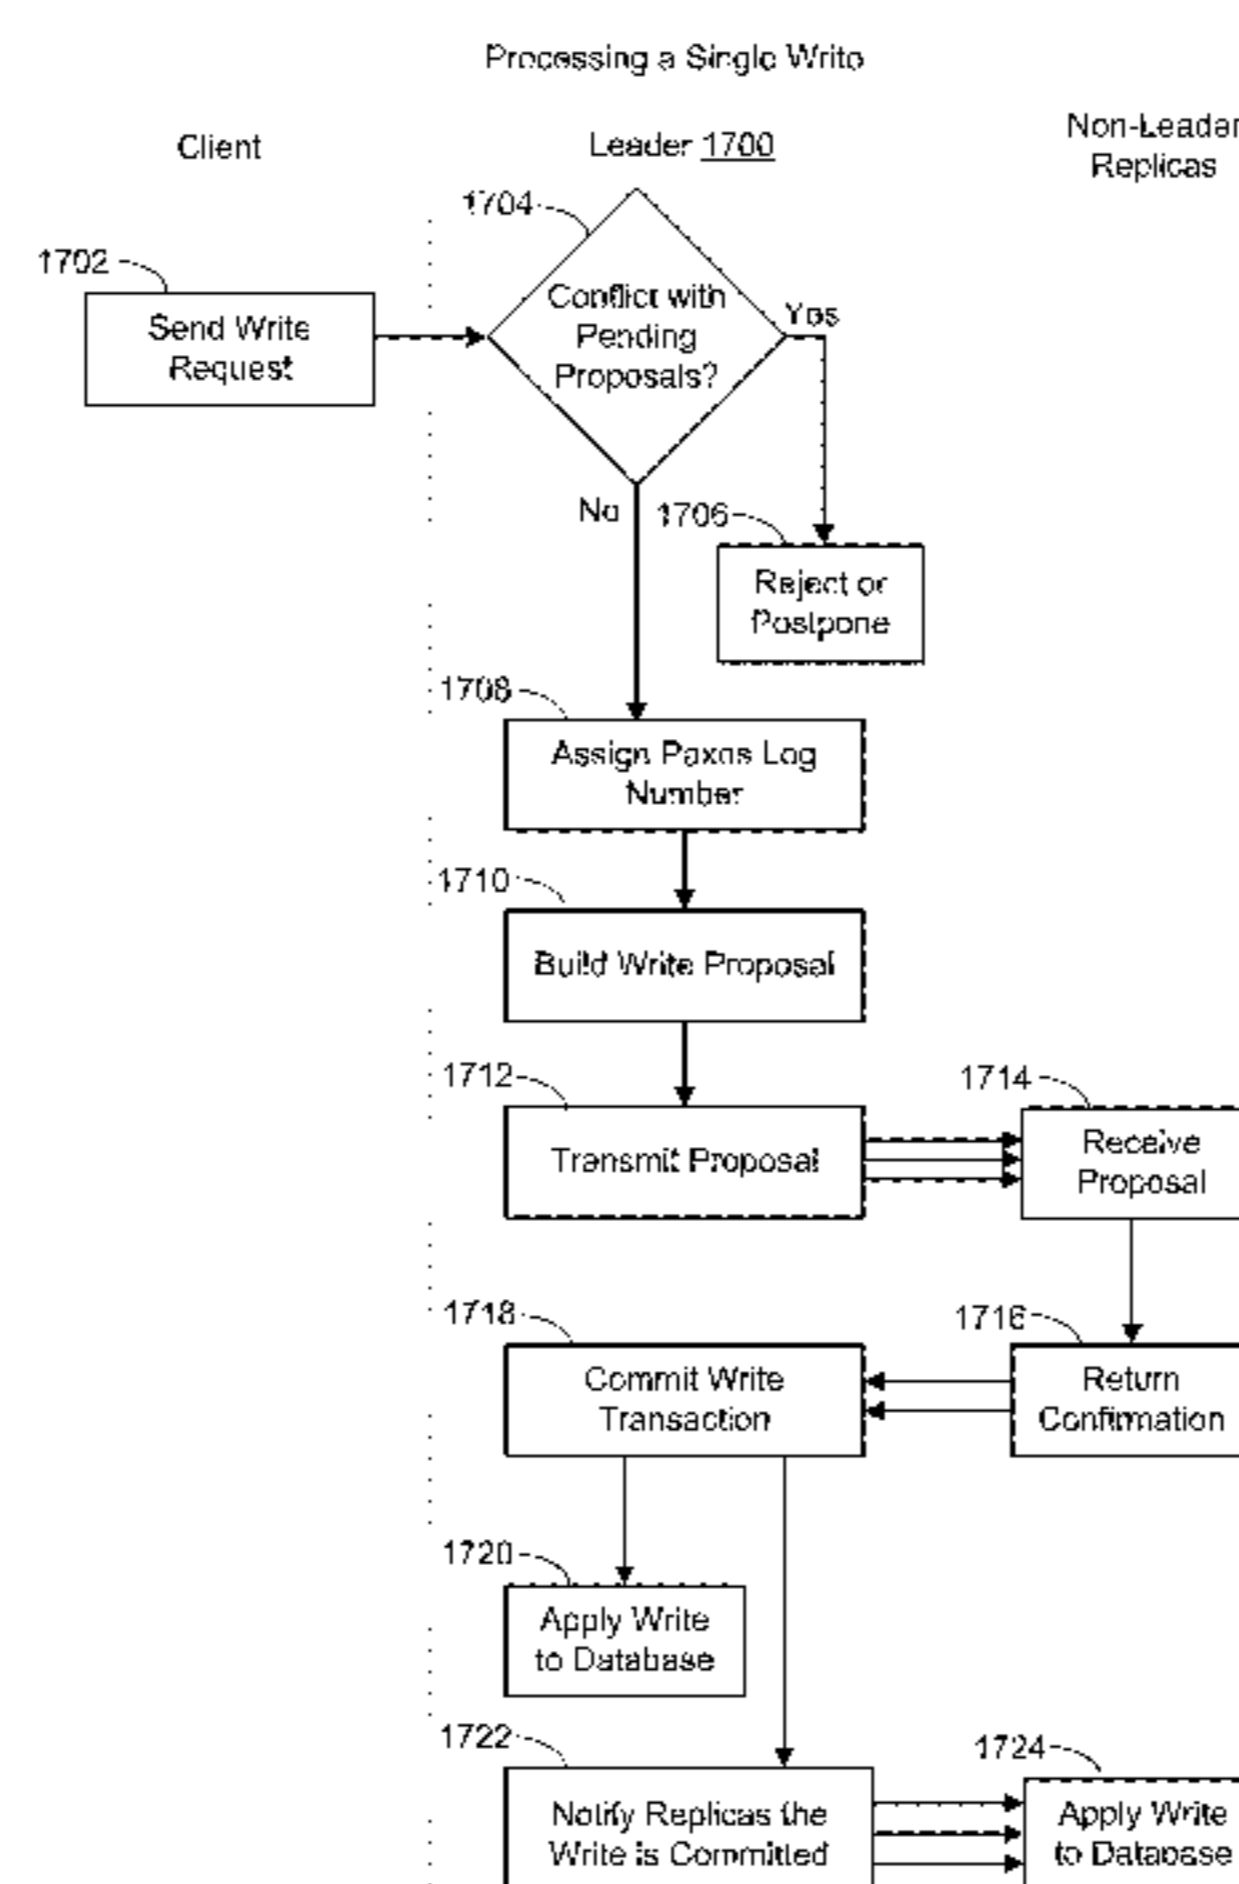 Processing a Single Write
Client
Leader 1700
Non-Leader
Replicas
1702
Send Write
Request
1704
Conflict with
Pending
Proposals?
Yes
No
1706
Reject or
Postpone
1708
Assign Paxos Log
Number
1710
Build Write Proposal
1712
Transmit Proposal
1714
Receive
Proposal
1718
Commit Write
Transaction
1716
Return
Confirmation
1720
Apply Write
to Database
1722
Notify Replicas the
Write is Committed
1724
Apply Write
to Database